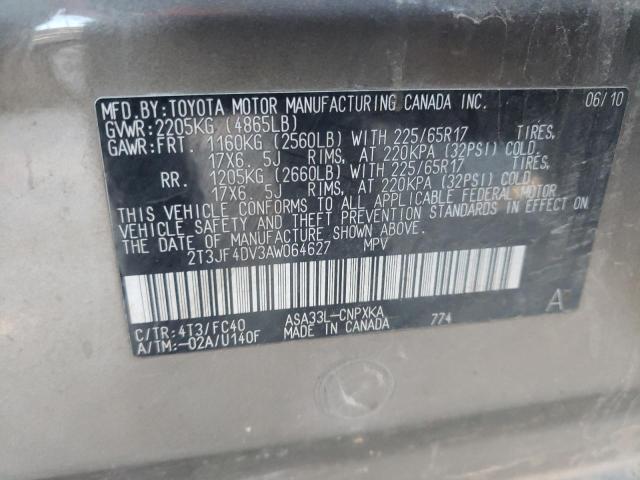 MFD.BY:TOYOTA MOTOR MANUFACTURING CANADA INC. 06/10
GVWR:2205KG (4865LB)
GAWR:FRT. 1160KG (2560LB) WITH 225/65R17 TIRES,
17X6.5J RIMS, AT 220KPA (32PSI) COLD.
RR. 1205KG (2660LB) WITH 225/65R17 TIRES,
17X6.5J RIMS, AT 220KPA (32PSI) COLD.
THIS VEHICLE CONFORMS TO ALL APPLICABLE FEDERAL MOTOR
VEHICLE SAFETY AND THEFT PREVENTION STANDARDS IN EFFECT ON
THE DATE OF MANUFACTURE SHOWN ABOVE.
2T3JF4DV3AW064627 MPV
C/TR:4T3/FC40 ASA33L-CNPXKA 774 A
A/TM:-02A/U140F MADE IN CANADA